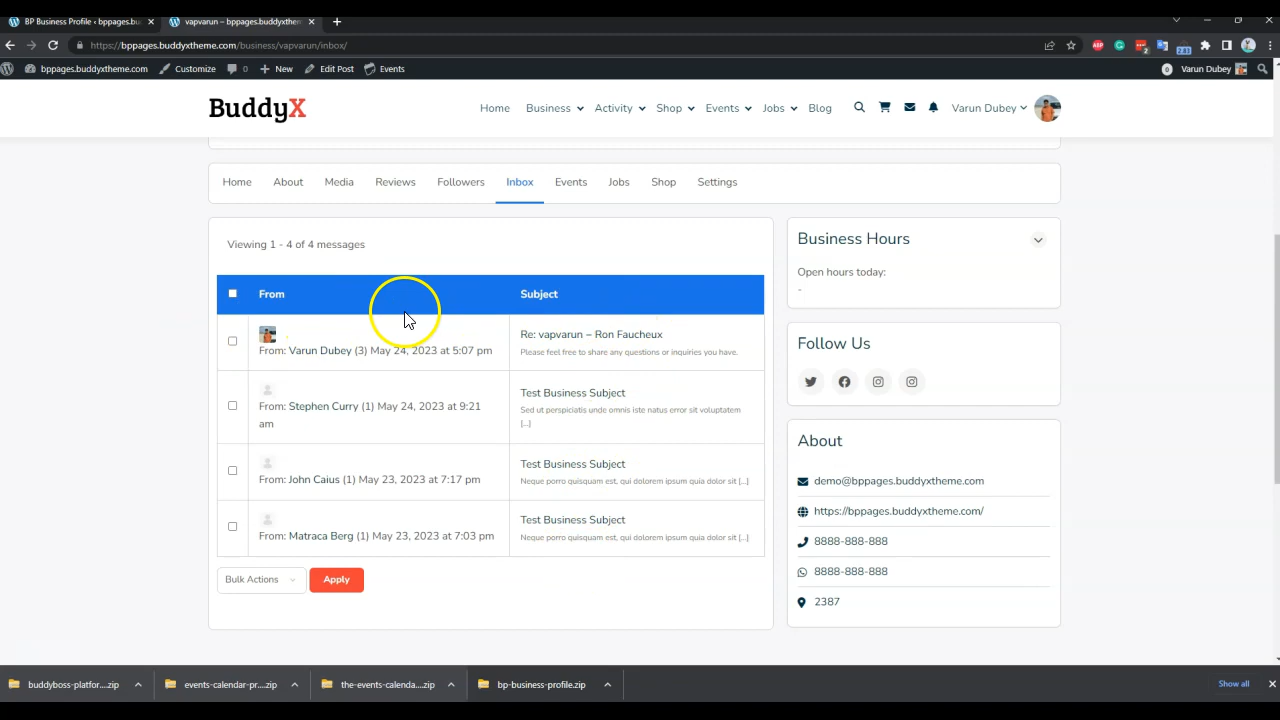 BP Business Profile ‹ bppages.bu
vapvarun – bppages.buddyxthem
https://bppages.buddyxtheme.com/business/vapvarun/inbox/
bppages.buddyxtheme.com Customize 0 New Edit Post Events 0 Varun Dubey
BuddyX
Home Business Activity Shop Events Jobs Blog Varun Dubey
Home About Media Reviews Followers Inbox Events Jobs Shop Settings
Viewing 1 - 4 of 4 messages
From Subject
Re: vapvarun – Ron Faucheux
From: Varun Dubey (3) May 24, 2023 at 5:07 pm
Please feel free to share any questions or inquiries you have.
Test Business Subject
From: Stephen Curry (1) May 24, 2023 at 9:21
am
Sed ut perspiciatis unde omnis iste natus error sit voluptatem
[...]
Test Business Subject
From: John Caius (1) May 23, 2023 at 7:17 pm
Neque porro quisquam est, qui dolorem ipsum quia dolor sit [...]
Test Business Subject
From: Matraca Berg (1) May 23, 2023 at 7:03 pm
Neque porro quisquam est, qui dolorem ipsum quia dolor sit [...]
Bulk Actions Apply
Business Hours
Open hours today:
-
Follow Us
About
demo@bppages.buddyxtheme.com
https://bppages.buddyxtheme.com/
8888-888-888
8888-888-888
2387
buddyboss-platfor....zip events-calendar-pr....zip the-events-calenda....zip bp-business-profile.zip Show all